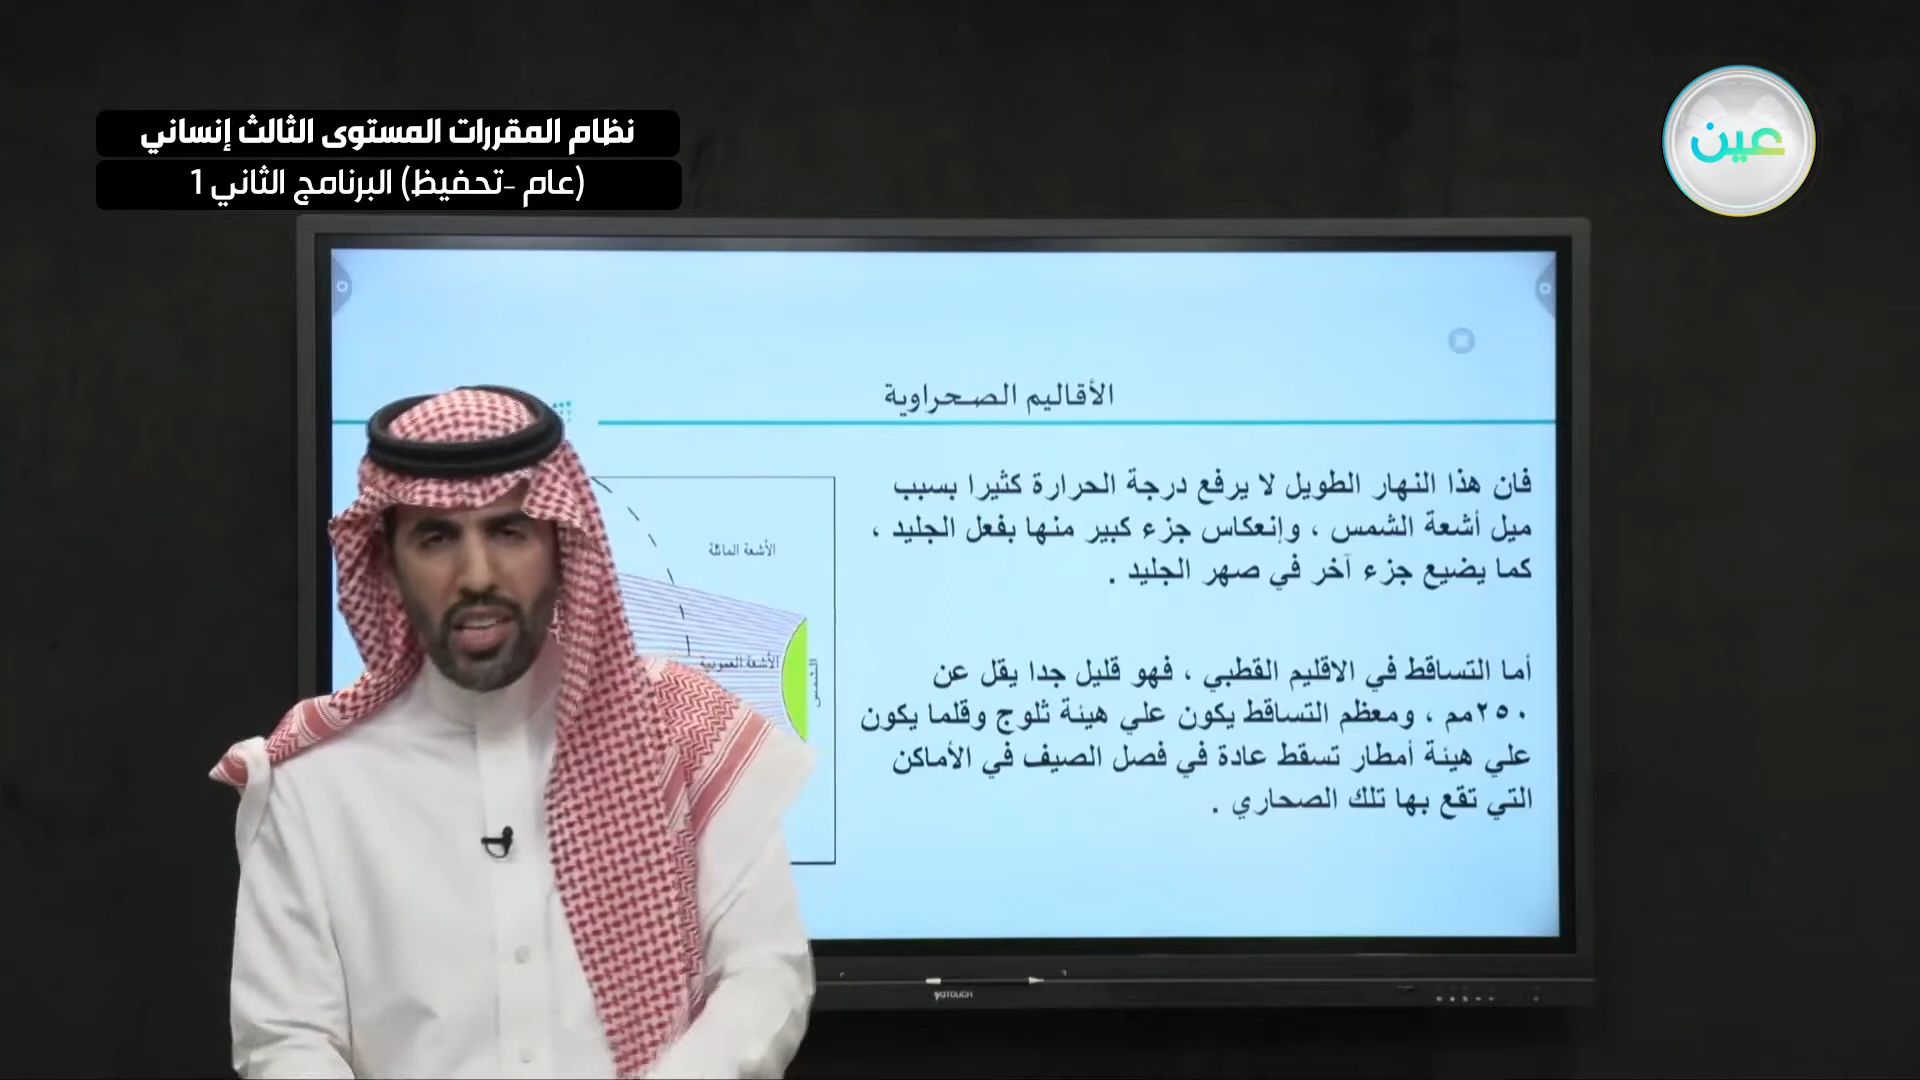 نظام المقررات المستوى الثالث إنساني
(عام -تحفيظ) البرنامج الثاني 1
عين
الأقاليم الصحراوية
فان هذا النهار الطويل لا يرفع درجة الحرارة كثيرا بسبب
ميل أشعة الشمس ، وإنعكاس جزء كبير منها بفعل الجليد ،
كما يضيع جزء آخر في صهر الجليد .
أما التساقط في الاقليم القطبي ، فهو قليل جدا يقل عن
٢٥٠مم ، ومعظم التساقط يكون علي هيئة ثلوج وقلما يكون
علي هيئة أمطار تسقط عادة في فصل الصيف في الأماكن
التي تقع بها تلك الصحاري .
الأشعة المائلة
الأشعة العمودية
الشمس